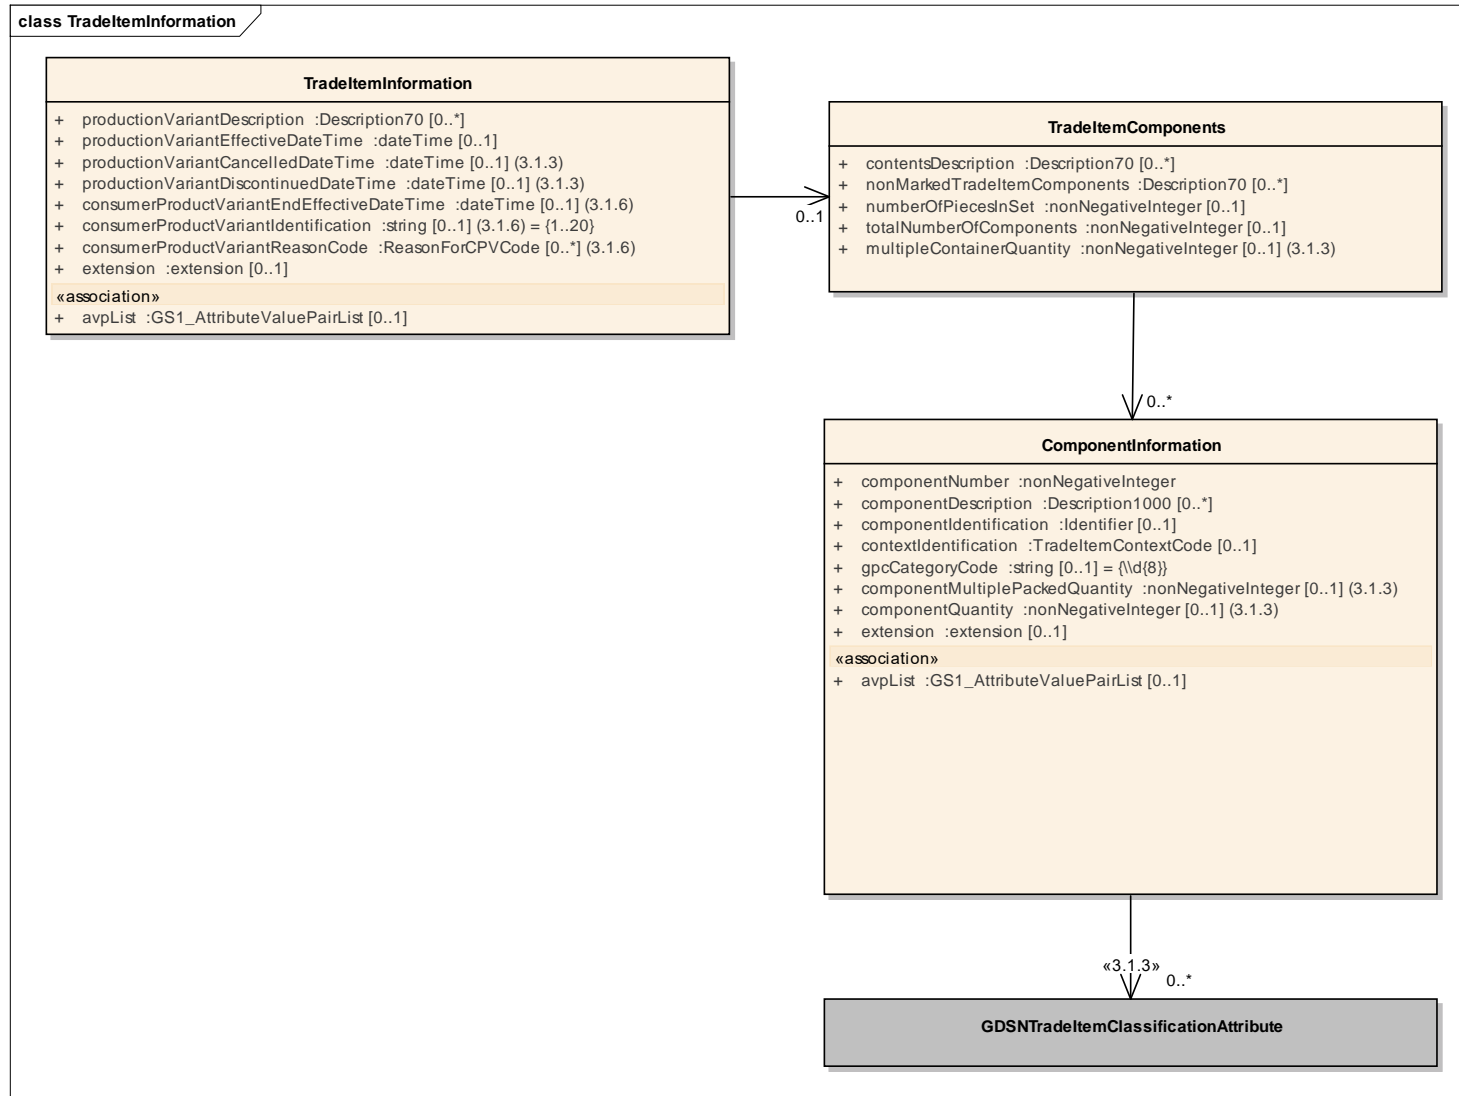 class TradeItemInformation
TradeItemInformation
+ productionVariantDescription :Description70 [0..*]
+ productionVariantEffectiveDateTime :dateTime [0..1]
+ productionVariantCancelledDateTime :dateTime [0..1] (3.1.3)
+ productionVariantDiscontinuedDateTime :dateTime [0..1] (3.1.3)
+ consumerProductVariantEndEffectiveDateTime :dateTime [0..1] (3.1.6)
+ consumerProductVariantIdentification :string [0..1] (3.1.6) = {1..20}
+ consumerProductVariantReasonCode :ReasonForCPVCode [0..*] (3.1.6)
+ extension :extension [0..1]
«association»
+ avpList :GS1_AttributeValuePairList [0..1]
0..1
TradeItemComponents
+ contentsDescription :Description70 [0..*]
+ nonMarkedTradeItemComponents :Description70 [0..*]
+ numberOfPiecesInSet :nonNegativeInteger [0..1]
+ totalNumberOfComponents :nonNegativeInteger [0..1]
+ multipleContainerQuantity :nonNegativeInteger [0..1] (3.1.3)
0..*
ComponentInformation
+ componentNumber :nonNegativeInteger
+ componentDescription :Description1000 [0..*]
+ componentIdentification :Identifier [0..1]
+ contextIdentification :TradeItemContextCode [0..1]
+ gpcCategoryCode :string [0..1] = {\\d{8}}
+ componentMultiplePackedQuantity :nonNegativeInteger [0..1] (3.1.3)
+ componentQuantity :nonNegativeInteger [0..1] (3.1.3)
+ extension :extension [0..1]
«association»
+ avpList :GS1_AttributeValuePairList [0..1]
«3.1.3»
0..*
GDSNTradeItemClassificationAttribute